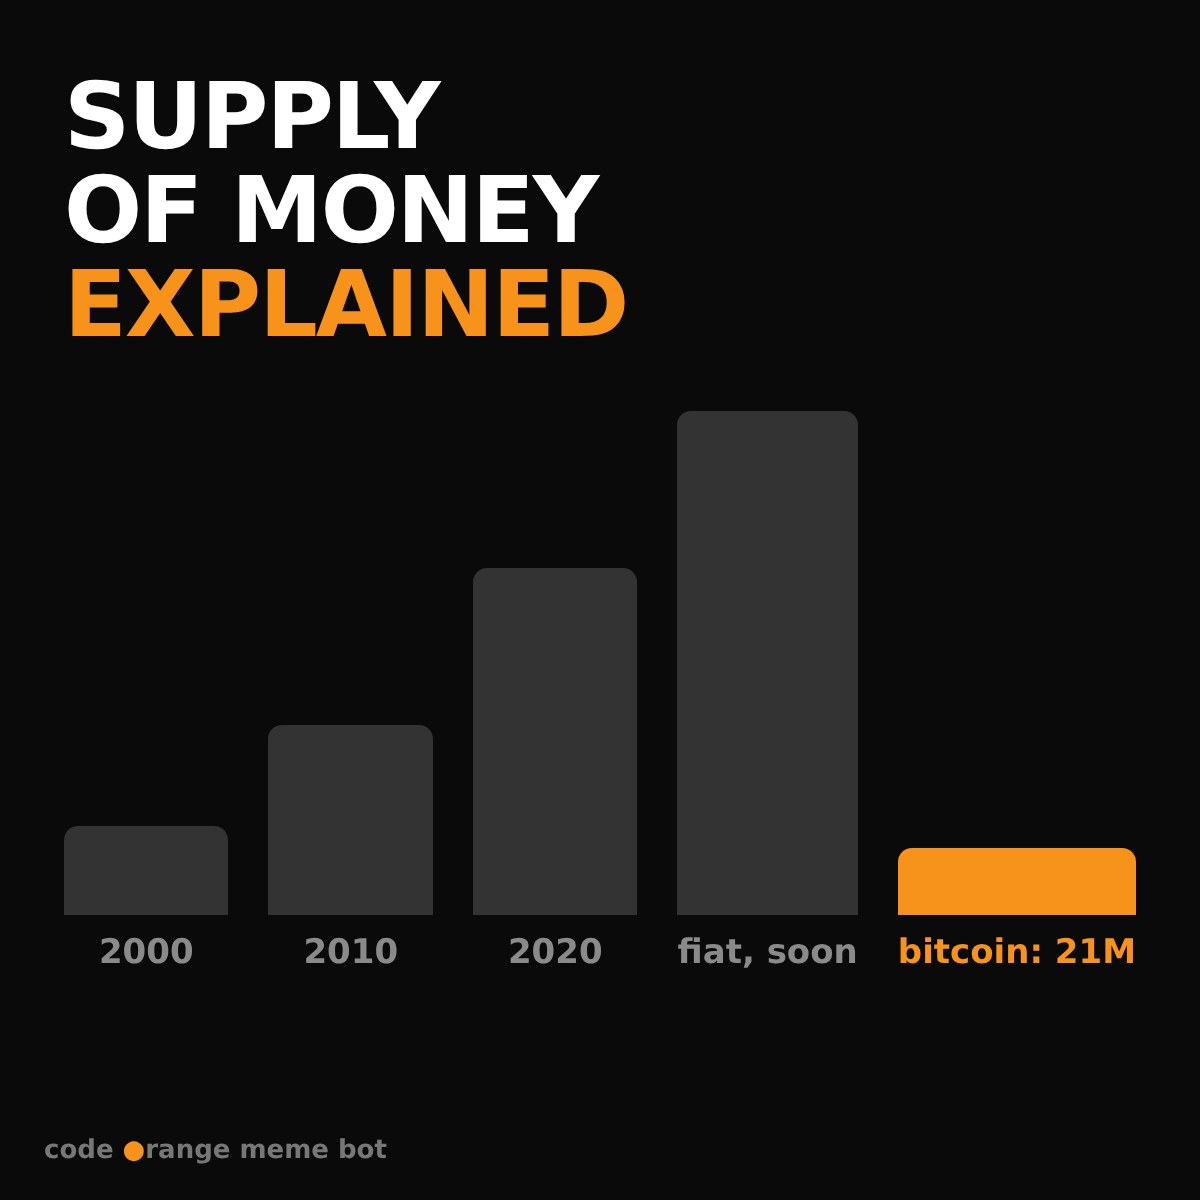 SUPPLY
OF MONEY
EXPLAINED
2000 2010 2020 fiat, soon bitcoin: 21M
code range meme bot